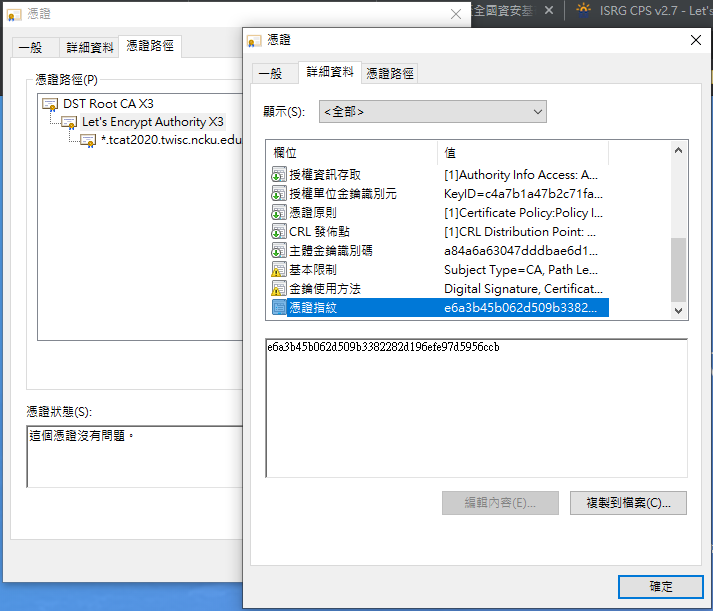 憑證
一般
詳細資料
憑證路徑
憑證路徑(P)
DST Root CA X3
Let's Encrypt Authority X3
*.tcat2020.twisc.ncku.edu
憑證狀態(S):
這個憑證沒有問題。
全國資安基
ISRG CPS v2.7 - Let's
憑證
一般
詳細資料
憑證路徑
顯示(S):
<全部>
欄位 值
授權資訊存取 [1]Authority Info Access: A...
授權單位金鑰識別元 KeyID=c4a7b1a47b2c71fa...
憑證原則 [1]Certificate Policy:Policy I...
CRL 發佈點 [1]CRL Distribution Point: ...
主體金鑰識別碼 a84a6a63047dddbae6d1...
基本限制 Subject Type=CA, Path Le...
金鑰使用方法 Digital Signature, Certificat...
憑證指紋 e6a3b45b062d509b3382...
e6a3b45b062d509b3382282d196efe97d5956ccb
編輯內容(E)...
複製到檔案(C)...
確定